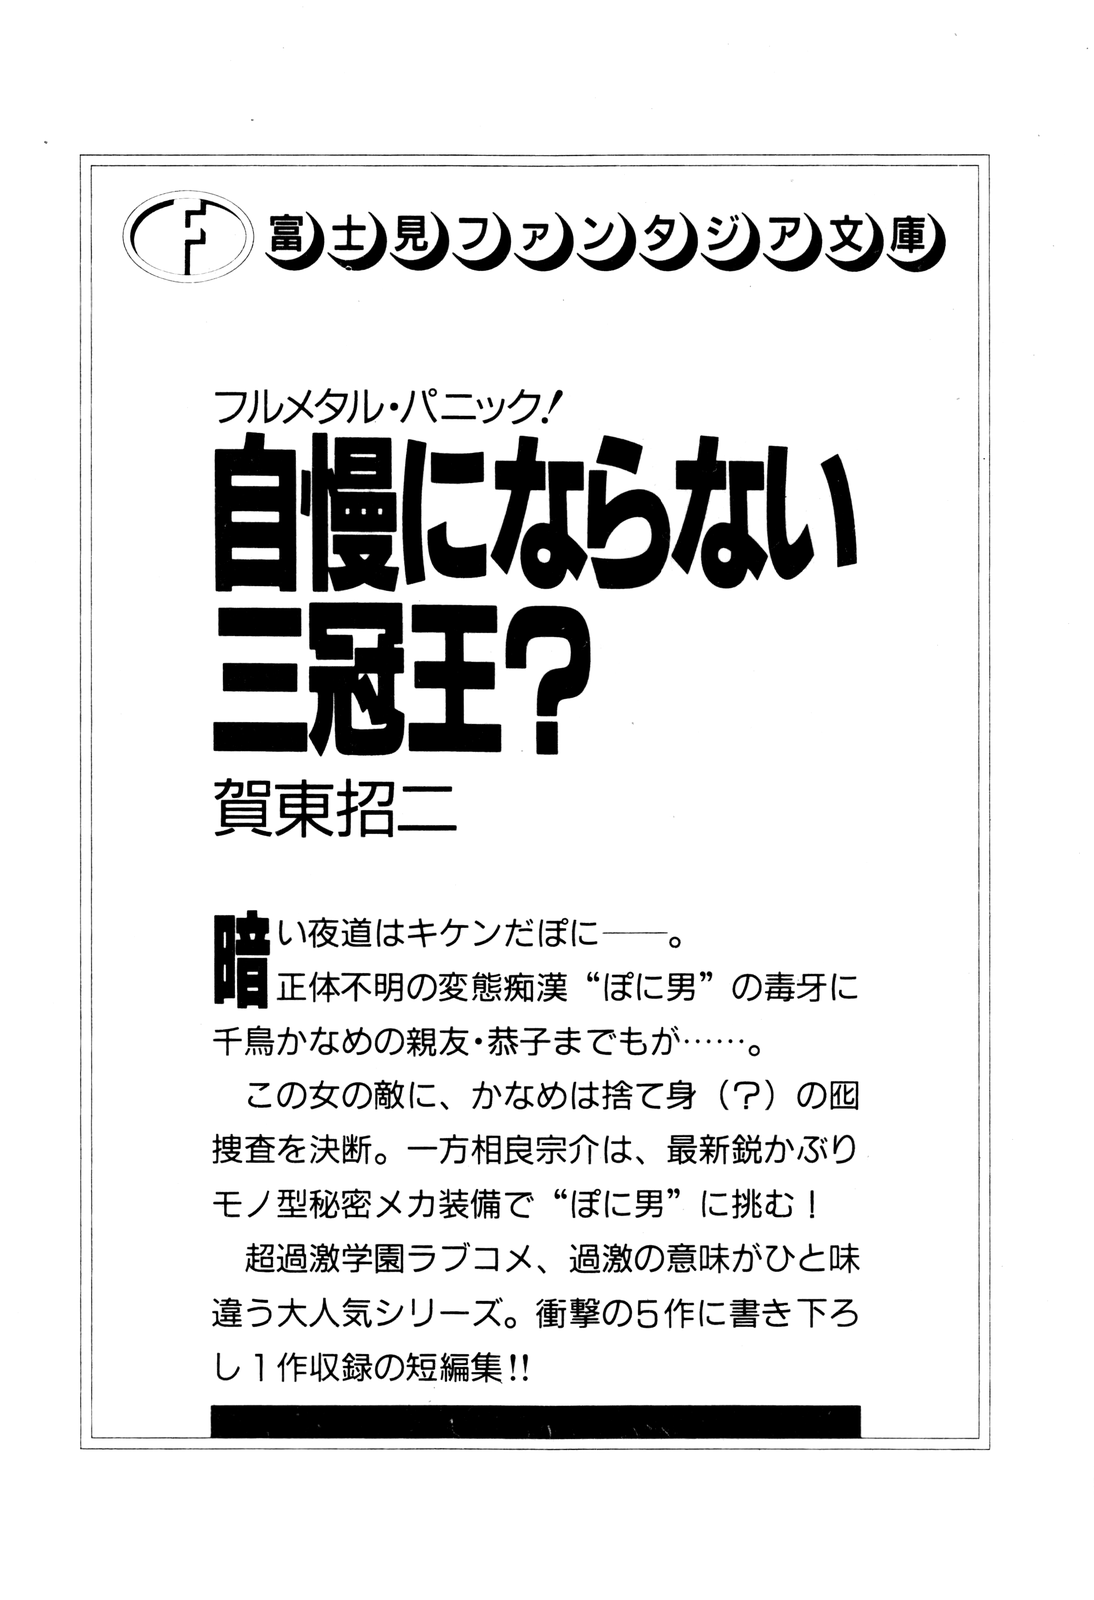 富士見ファンタジア文庫
フルメタル・パニック!
自慢にならない
三冠王?
賀東招二
暗い夜道はキケンだぽに――。
正体不明の変態痴漢“ぽに男”の毒牙に
千鳥かなめの親友・恭子までもが……。
この女の敵に、かなめは捨て身(?)の囮
捜査を決断。一方相良宗介は、最新鋭かぶり
モノ型秘密メカ装備で“ぽに男”に挑む!
超過激学園ラブコメ、過激の意味がひと味
違う大人気シリーズ。衝撃の5作に書き下ろ
し1作収録の短編集!!